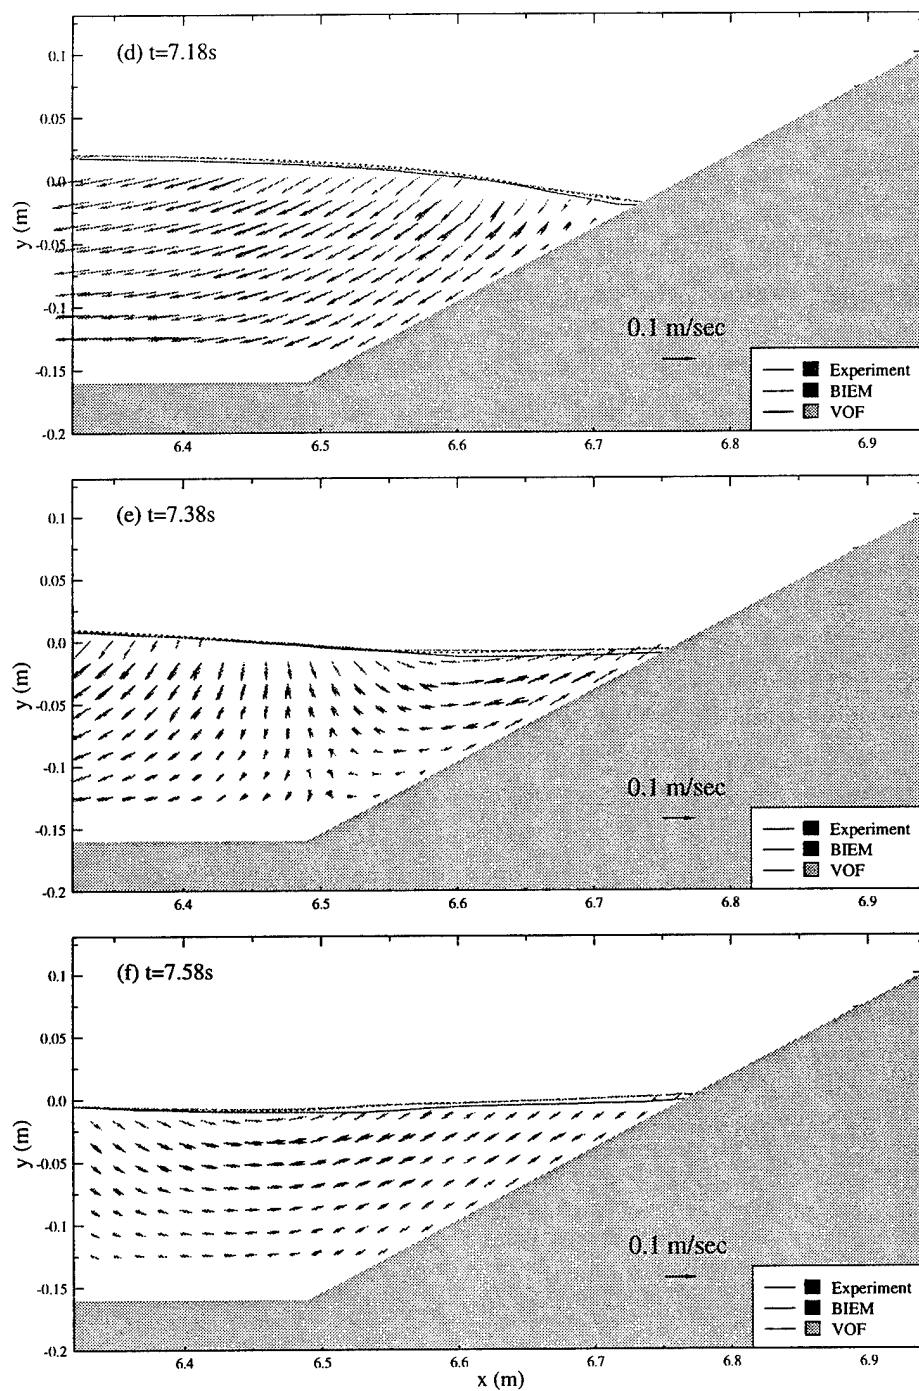 (d) t=7.18s
0.1
0.05
0.0
-0.05
-0.1
-0.15
-0.2
y (m)
0.1 m/sec
Experiment
BIEM
VOF
6.4 6.5 6.6 6.7 6.8 6.9
(e) t=7.38s
0.1
0.05
0.0
-0.05
-0.1
-0.15
-0.2
y (m)
0.1 m/sec
Experiment
BIEM
VOF
6.4 6.5 6.6 6.7 6.8 6.9
(f) t=7.58s
0.1
0.05
0.0
-0.05
-0.1
-0.15
-0.2
y (m)
0.1 m/sec
Experiment
BIEM
VOF
6.4 6.5 6.6 6.7 6.8 6.9
x (m)